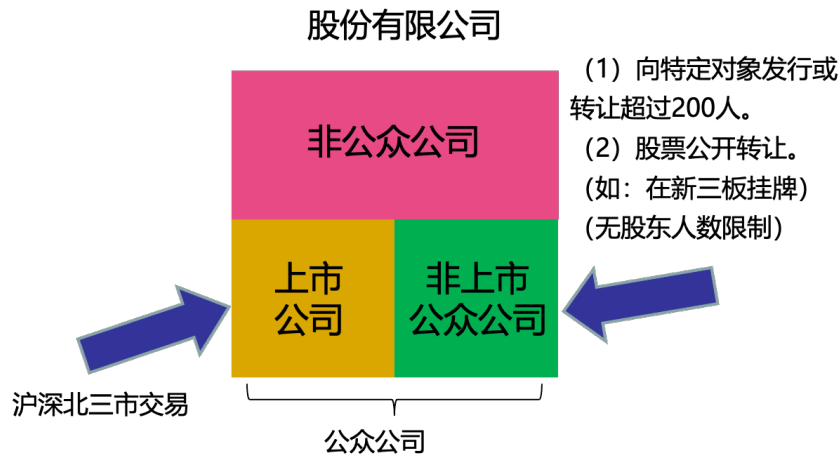 股份有限公司
非公众公司
（1）向特定对象发行或
转让超过200人。
（2）股票公开转让。
（如：在新三板挂牌）
（无股东人数限制）
上市
公司
非上市
公众公司
沪深北三市交易
公众公司